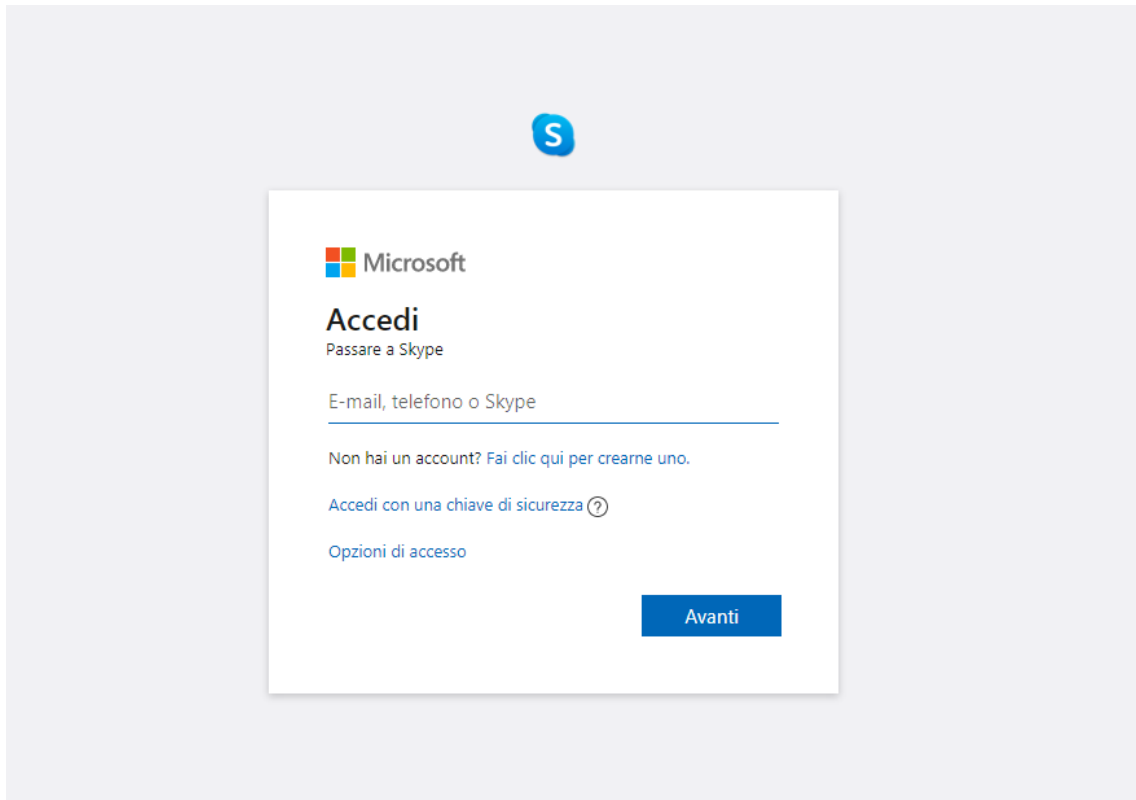 S
Microsoft
Accedi
Passare a Skype
E-mail, telefono o Skype
Non hai un account? Fai clic qui per crearne uno.
Accedi con una chiave di sicurezza ?
Opzioni di accesso
Avanti